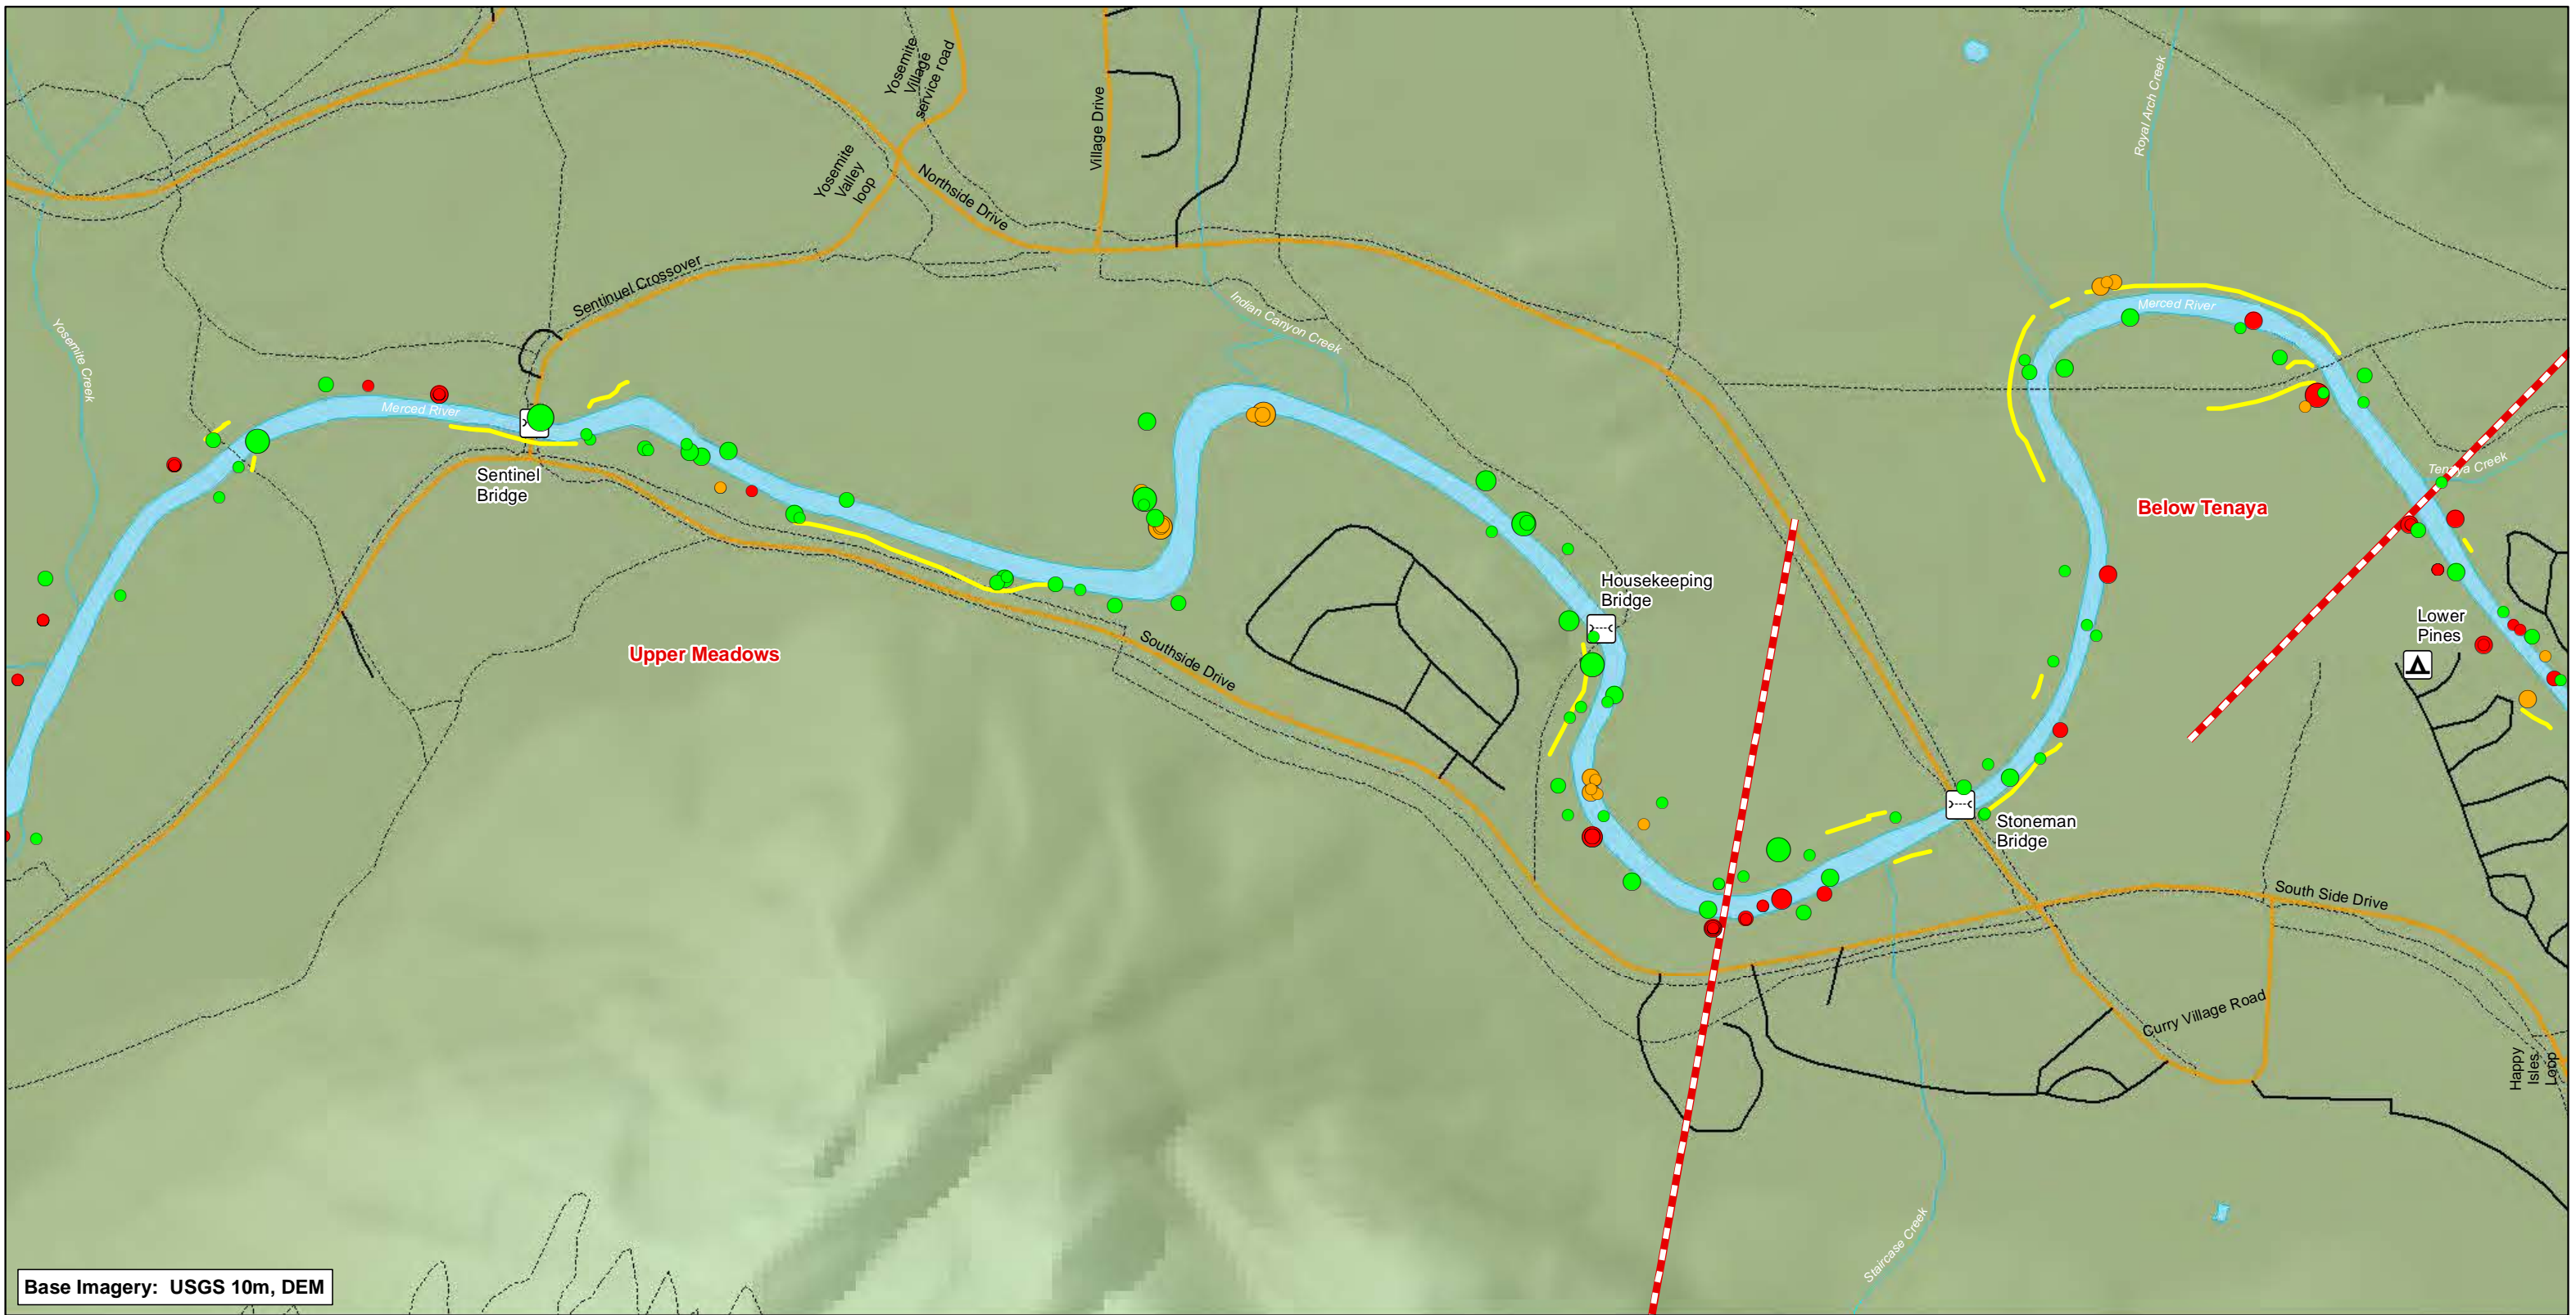 Yosemite
Village
service road
Village Drive
Royal Arch Creek
Yosemite
Valley
loop
Northside Drive
Sentinuel Crossover
Indian Canyon Creek
Merced River
Yosemite Creek
Merced River
Sentinel
Bridge
Tenaya Creek
Below Tenaya
Housekeeping
Bridge
Lower
Pines
Upper Meadows
Southside Drive
Stoneman
Bridge
South Side Drive
Curry Village Road
Happy
Isles
Loop
Staircase Creek
Base Imagery: USGS 10m, DEM